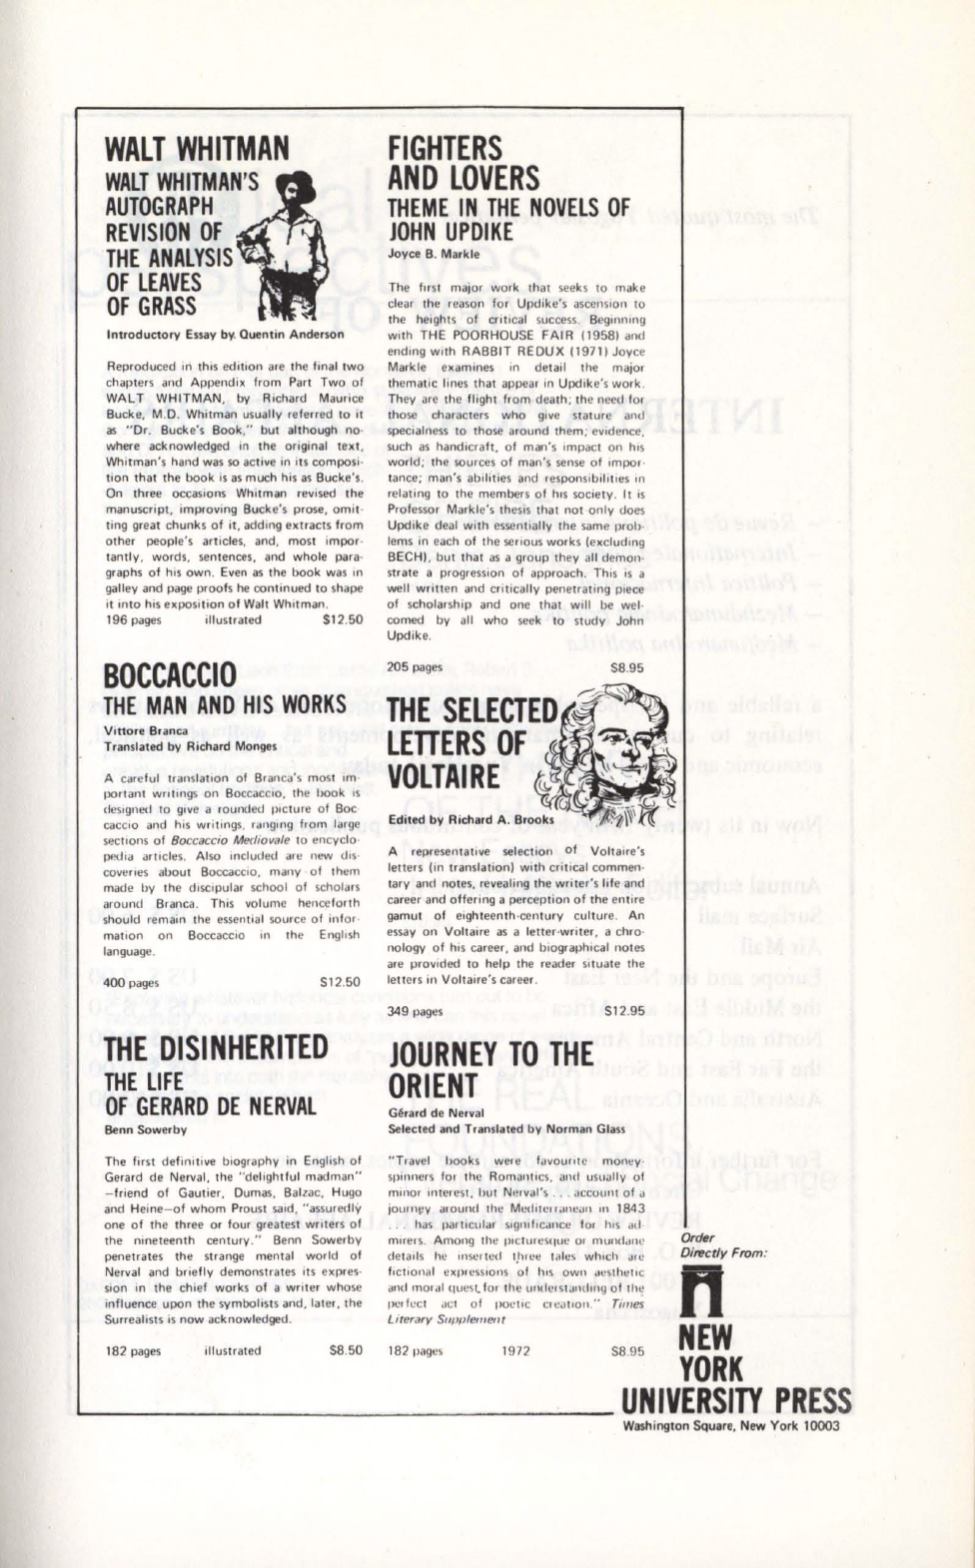 WALT WHITMAN
WALT WHITMAN'S
AUTOGRAPH
REVISION OF
THE ANALYSIS
OF LEAVES
OF GRASS
Introductory Essay by Quentin Anderson
Reproduced in this edition are the final two
chapters and Appendix from Part Two of
WALT WHITMAN, by Richard Maurice
Bucke, M.D. Whitman usually referred to it
as "Dr. Bucke's Book," but although no-
where acknowledged in the original text,
Whitman's hand was so active in its composi-
tion that the book is as much his as Bucke's.
On three occasions Whitman revised the
manuscript, improving Bucke's prose, omit-
ting great chunks of it, adding extracts from
other people's articles, and, most impor-
tantly, words, sentences, and whole para-
graphs of his own. Even as the book was in
galley and page proofs he continued to shape
it into his exposition of Walt Whitman.
196 pages illustrated $12.50
BOCCACCIO
THE MAN AND HIS WORKS
Vittore Branca
Translated by Richard Monges
A careful translation of Branca's most im-
portant writings on Boccaccio, the book is
designed to give a rounded picture of Boc
caccio and his writings, ranging from large
sections of Boccaccio Mediovale to encyclo-
pedia articles. Also included are new dis-
coveries about Boccaccio, many of them
made by the discipular school of scholars
around Branca. This volume henceforth
should remain the essential source of infor-
mation on Boccaccio in the English
language.
400 pages $12.50
THE DISINHERITED
THE LIFE
OF GERARD DE NERVAL
Benn Sowerby
The first definitive biography in English of
Gerard de Nerval, the "delightful madman"
—friend of Gautier, Dumas, Balzac, Hugo
and Heine—of whom Proust said, "assuredly
one of the three or four greatest writers of
the nineteenth century." Benn Sowerby
penetrates the strange mental world of
Nerval and briefly demonstrates its expres-
sion in the chief works of a writer whose
influence upon the symbolists and, later, the
Surrealists is now acknowledged.
182 pages illustrated $8.50
FIGHTERS
AND LOVERS
THEME IN THE NOVELS OF
JOHN UPDIKE
Joyce B. Markle
The first major work that seeks to make
clear the reason for Updike's ascension to
the heights of critical success. Beginning
with THE POORHOUSE FAIR (1958) and
ending with RABBIT REDUX (1971) Joyce
Markle examines in detail the major
thematic lines that appear in Updike's work.
They are the flight from death; the need for
those characters who give stature and
specialness to those around them; evidence,
such as handicraft, of man's impact on his
world; the sources of man's sense of impor-
tance; man's abilities and responsibilities in
relating to the members of his society. It is
Professor Markle's thesis that not only does
Updike deal with essentially the same prob-
lems in each of the serious works (excluding
BECH), but that as a group they all demon-
strate a progression of approach. This is a
well written and critically penetrating piece
of scholarship and one that will be wel-
comed by all who seek to study John
Updike.
205 pages $8.95
THE SELECTED
LETTERS OF
VOLTAIRE
Edited by Richard A. Brooks
A representative selection of Voltaire's
letters (in translation) with critical commen-
tary and notes, revealing the writer's life and
career and offering a perception of the entire
gamut of eighteenth-century culture. An
essay on Voltaire as a letter-writer, a chro-
nology of his career, and biographical notes
are provided to help the reader situate the
letters in Voltaire's career.
349 pages $12.95
JOURNEY TO THE
ORIENT
Gérard de Nerval
Selected and Translated by Norman Glass
"Travel books were favourite money-
spinners for the Romantics, and usually of
minor interest, but Nerval's . . . account of a
journey around the Mediterranean in 1843
. . . has particular significance for his ad
mirers. Among the picturesque or mundane
details he inserted three tales which are
fictional expressions of his own aesthetic
and moral quest for the understanding of the
perfect act of poetic creation." Times
Literary Supplement
182 pages 1972 $8.95
Order
Directly From:
NEW
YORK
UNIVERSITY PRESS
Washington Square, New York 10003